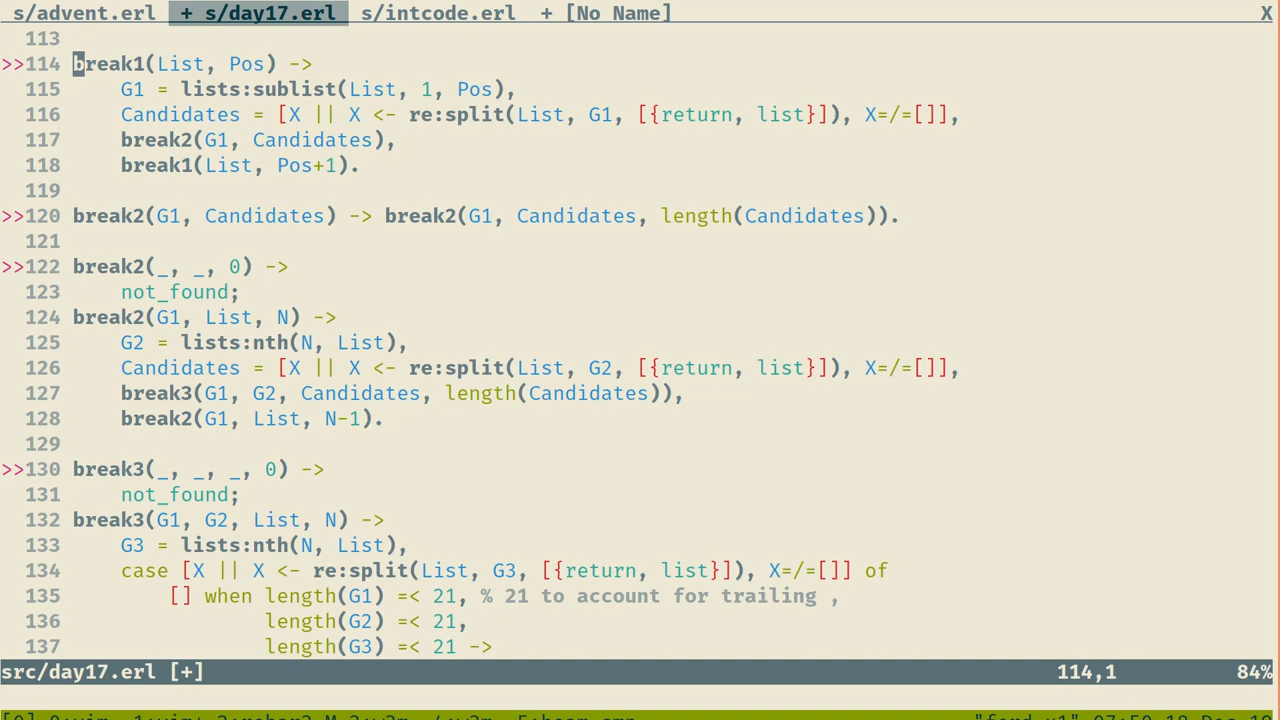 s/advent.erl + s/day17.erl s/intcode.erl + [No Name] X
113
>>114 break1(List, Pos) ->
115 G1 = lists:sublist(List, 1, Pos),
116 Candidates = [X || X <- re:split(List, G1, [{return, list}]), X=/=[]],
117 break2(G1, Candidates),
118 break1(List, Pos+1).
119
>>120 break2(G1, Candidates) -> break2(G1, Candidates, length(Candidates)).
121
>>122 break2(_, _, 0) ->
123 not_found;
124 break2(G1, List, N) ->
125 G2 = lists:nth(N, List),
126 Candidates = [X || X <- re:split(List, G2, [{return, list}]), X=/=[]],
127 break3(G1, G2, Candidates, length(Candidates)),
128 break2(G1, List, N-1).
129
>>130 break3(_, _, _, 0) ->
131 not_found;
132 break3(G1, G2, List, N) ->
133 G3 = lists:nth(N, List),
134 case [X || X <- re:split(List, G3, [{return, list}]), X=/=[]] of
135 [] when length(G1) =< 21, % 21 to account for trailing ,
136 length(G2) =< 21,
137 length(G3) =< 21 ->
src/day17.erl [+] 114,1 84%